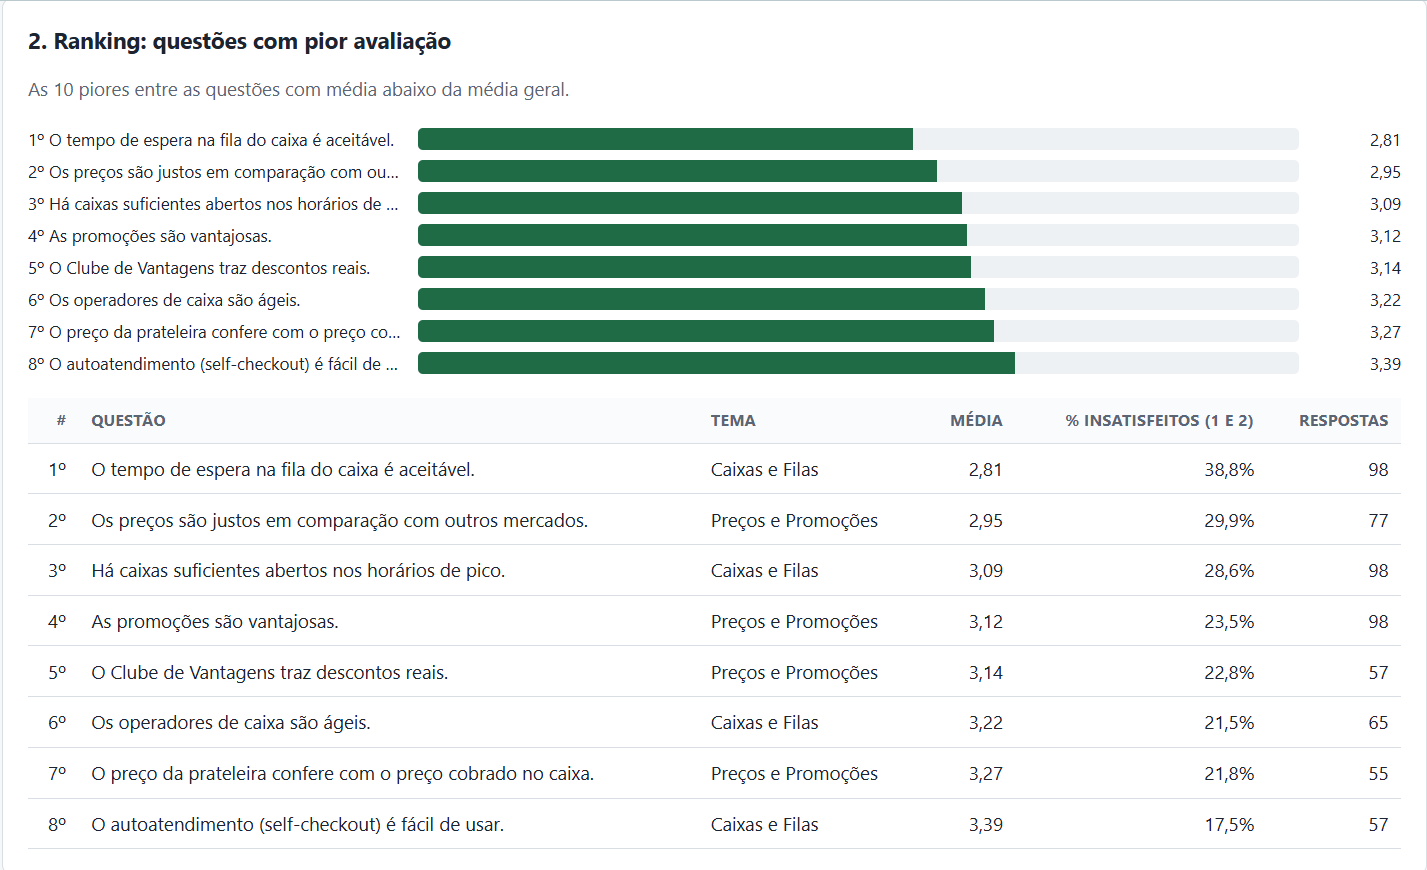 2. Ranking: questões com pior avaliação
As 10 piores entre as questões com média abaixo da média geral.
1º O tempo de espera na fila do caixa é aceitável. 2,81
2º Os preços são justos em comparação com ou... 2,95
3º Há caixas suficientes abertos nos horários de ... 3,09
4º As promoções são vantajosas. 3,12
5º O Clube de Vantagens traz descontos reais. 3,14
6º Os operadores de caixa são ágeis. 3,22
7º O preço da prateleira confere com o preço co... 3,27
8º O autoatendimento (self-checkout) é fácil de ... 3,39
# QUESTÃO TEMA MÉDIA % INSATISFEITOS (1 E 2) RESPOSTAS
1º O tempo de espera na fila do caixa é aceitável. Caixas e Filas 2,81 38,8% 98
2º Os preços são justos em comparação com outros mercados. Preços e Promoções 2,95 29,9% 77
3º Há caixas suficientes abertos nos horários de pico. Caixas e Filas 3,09 28,6% 98
4º As promoções são vantajosas. Preços e Promoções 3,12 23,5% 98
5º O Clube de Vantagens traz descontos reais. Preços e Promoções 3,14 22,8% 57
6º Os operadores de caixa são ágeis. Caixas e Filas 3,22 21,5% 65
7º O preço da prateleira confere com o preço cobrado no caixa. Preços e Promoções 3,27 21,8% 55
8º O autoatendimento (self-checkout) é fácil de usar. Caixas e Filas 3,39 17,5% 57